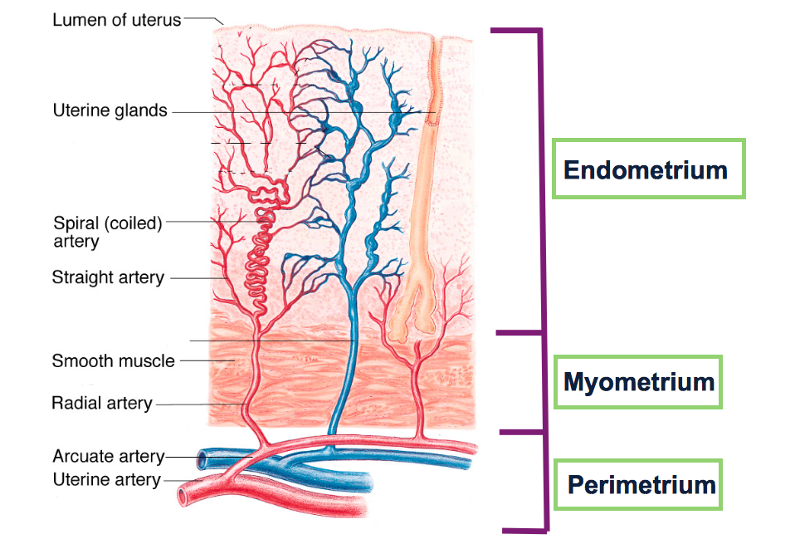 Lumen of uterus
Uterine glands
Endometrium
Spiral (coiled)
artery
Straight artery
Smooth muscle
Myometrium
Radial artery
Arcuate artery
Uterine artery
Perimetrium